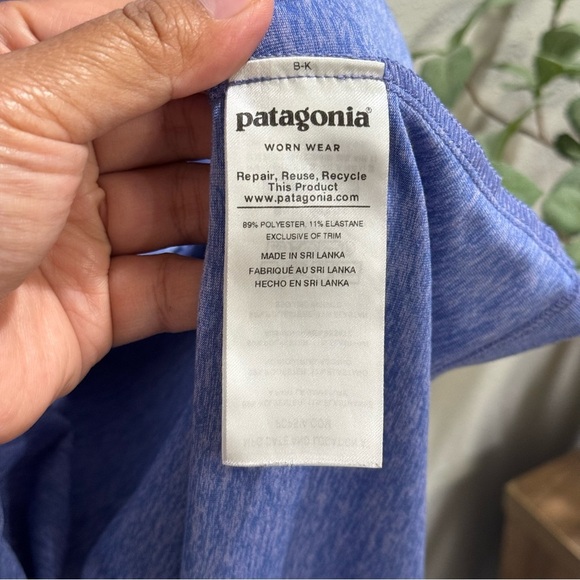 B-K
patagonia®
WORN WEAR
Repair, Reuse, Recycle
This Product
www.patagonia.com
89% POLYESTER, 11% ELASTANE
EXCLUSIVE OF TRIM
MADE IN SRI LANKA
FABRIQUÉ AU SRI LANKA
HECHO EN SRI LANKA